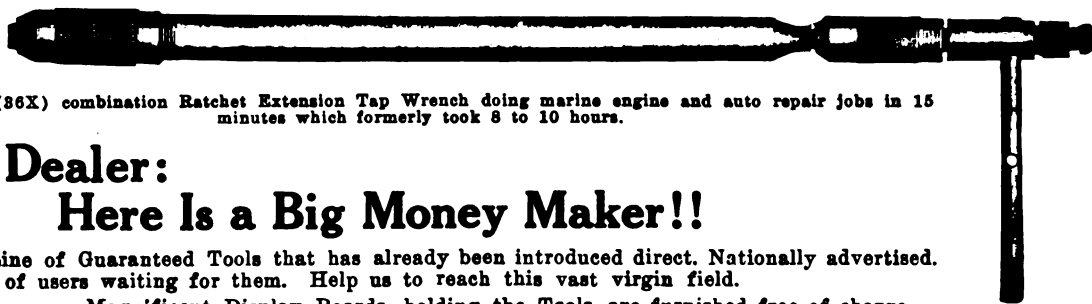 (86X) combination Ratchet Extension Tap Wrench doing marine engine and auto repair jobs in 15
minutes which formerly took 8 to 10 hours.
Dealer:
Here Is a Big Money Maker!!
of Guaranteed Tools that has already been introduced direct. Nationally advertised.
of users waiting for them. Help us to reach this vast virgin field.
Magnificent Display Boards, holding the Tools are furnished free of charge